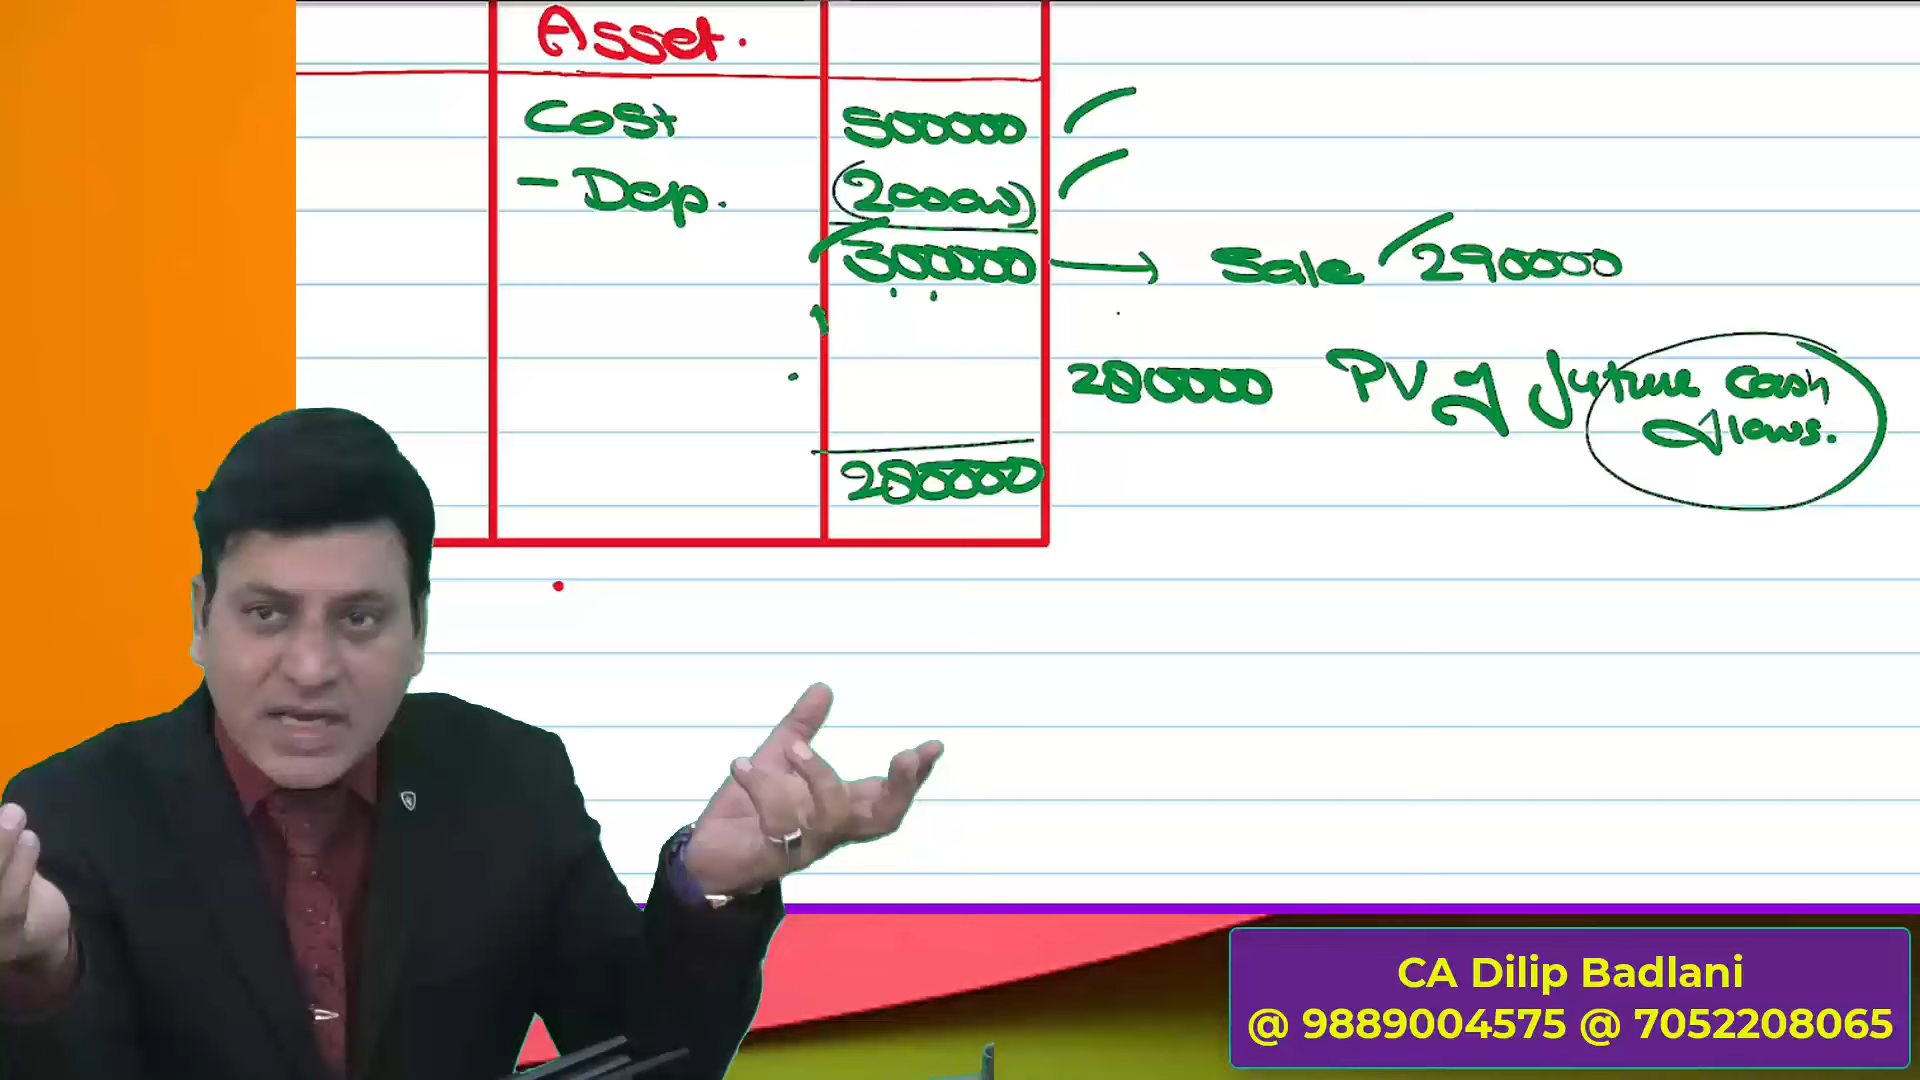 Asset.
Cost 500000
- Dep. (200000)
300000 → Sale 290000
280000 PV of future cash
flows.
280000
CA Dilip Badlani
@ 9889004575 @ 7052208065